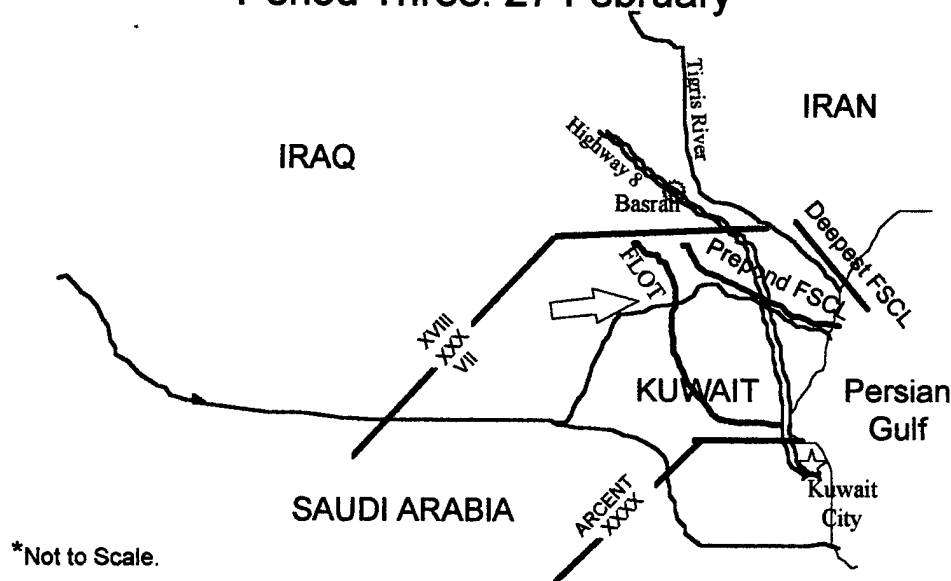 Period Three: 27 February
IRAN
Tigris River
Highway 8
IRAQ
Basrah
Deepest FSCL
Prepond FSCL
FLOT
XVIII
XXX
VII
KUWAIT
Persian
Gulf
Kuwait
City
SAUDI ARABIA
ARCENT
XXXX
*Not to Scale.